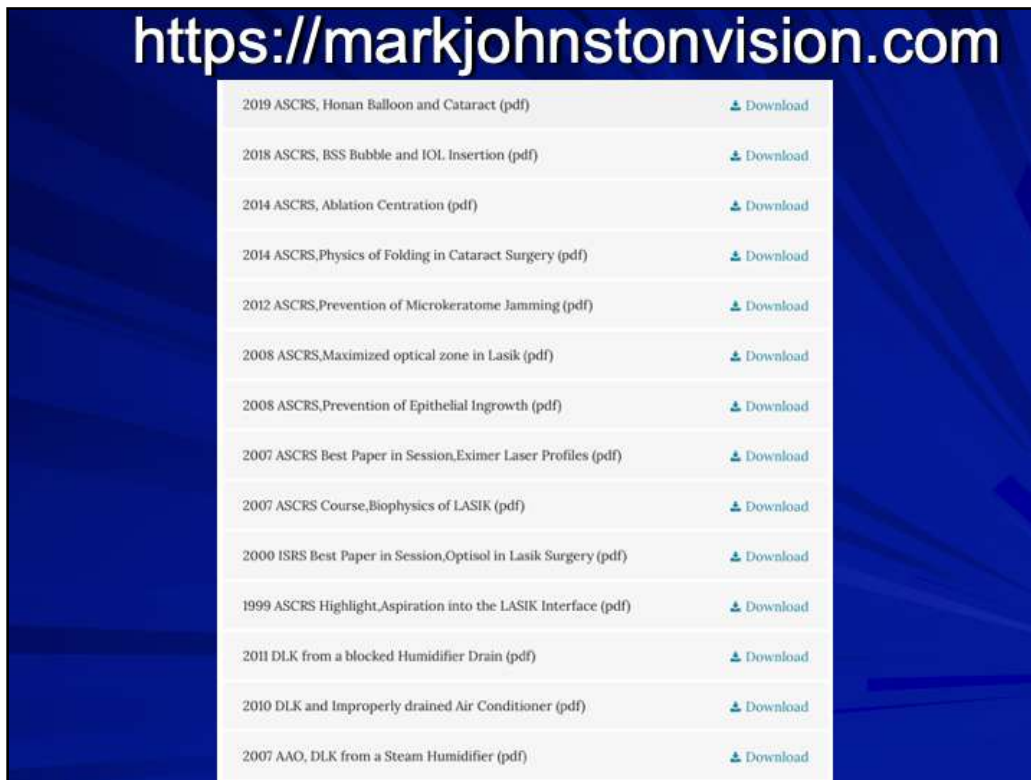 https://markjohnstonvision.com
2019 ASCRS, Honan Balloon and Cataract (pdf) Download
2018 ASCRS, BSS Bubble and IOL Insertion (pdf) Download
2014 ASCRS, Ablation Centration (pdf) Download
2014 ASCRS,Physics of Folding in Cataract Surgery (pdf) Download
2012 ASCRS,Prevention of Microkeratome Jamming (pdf) Download
2008 ASCRS,Maximized optical zone in Lasik (pdf) Download
2008 ASCRS,Prevention of Epithelial Ingrowth (pdf) Download
2007 ASCRS Best Paper in Session,Eximer Laser Profiles (pdf) Download
2007 ASCRS Course,Biophysics of LASIK (pdf) Download
2000 ISRS Best Paper in Session,Optisol in Lasik Surgery (pdf) Download
1999 ASCRS Highlight,Aspiration into the LASIK Interface (pdf) Download
2011 DLK from a blocked Humidifier Drain (pdf) Download
2010 DLK and Improperly drained Air Conditioner (pdf) Download
2007 AAO, DLK from a Steam Humidifier (pdf) Download